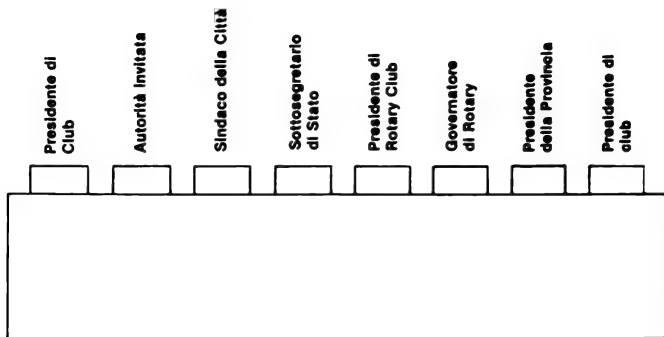 Presidente di
Club
Autorità Invitata
Sindaco della Città
Sottosegretario
di Stato
Presidente di
Rotary Club
Governatore
di Rotary
Presidente
della Provincia
Presidente di
club